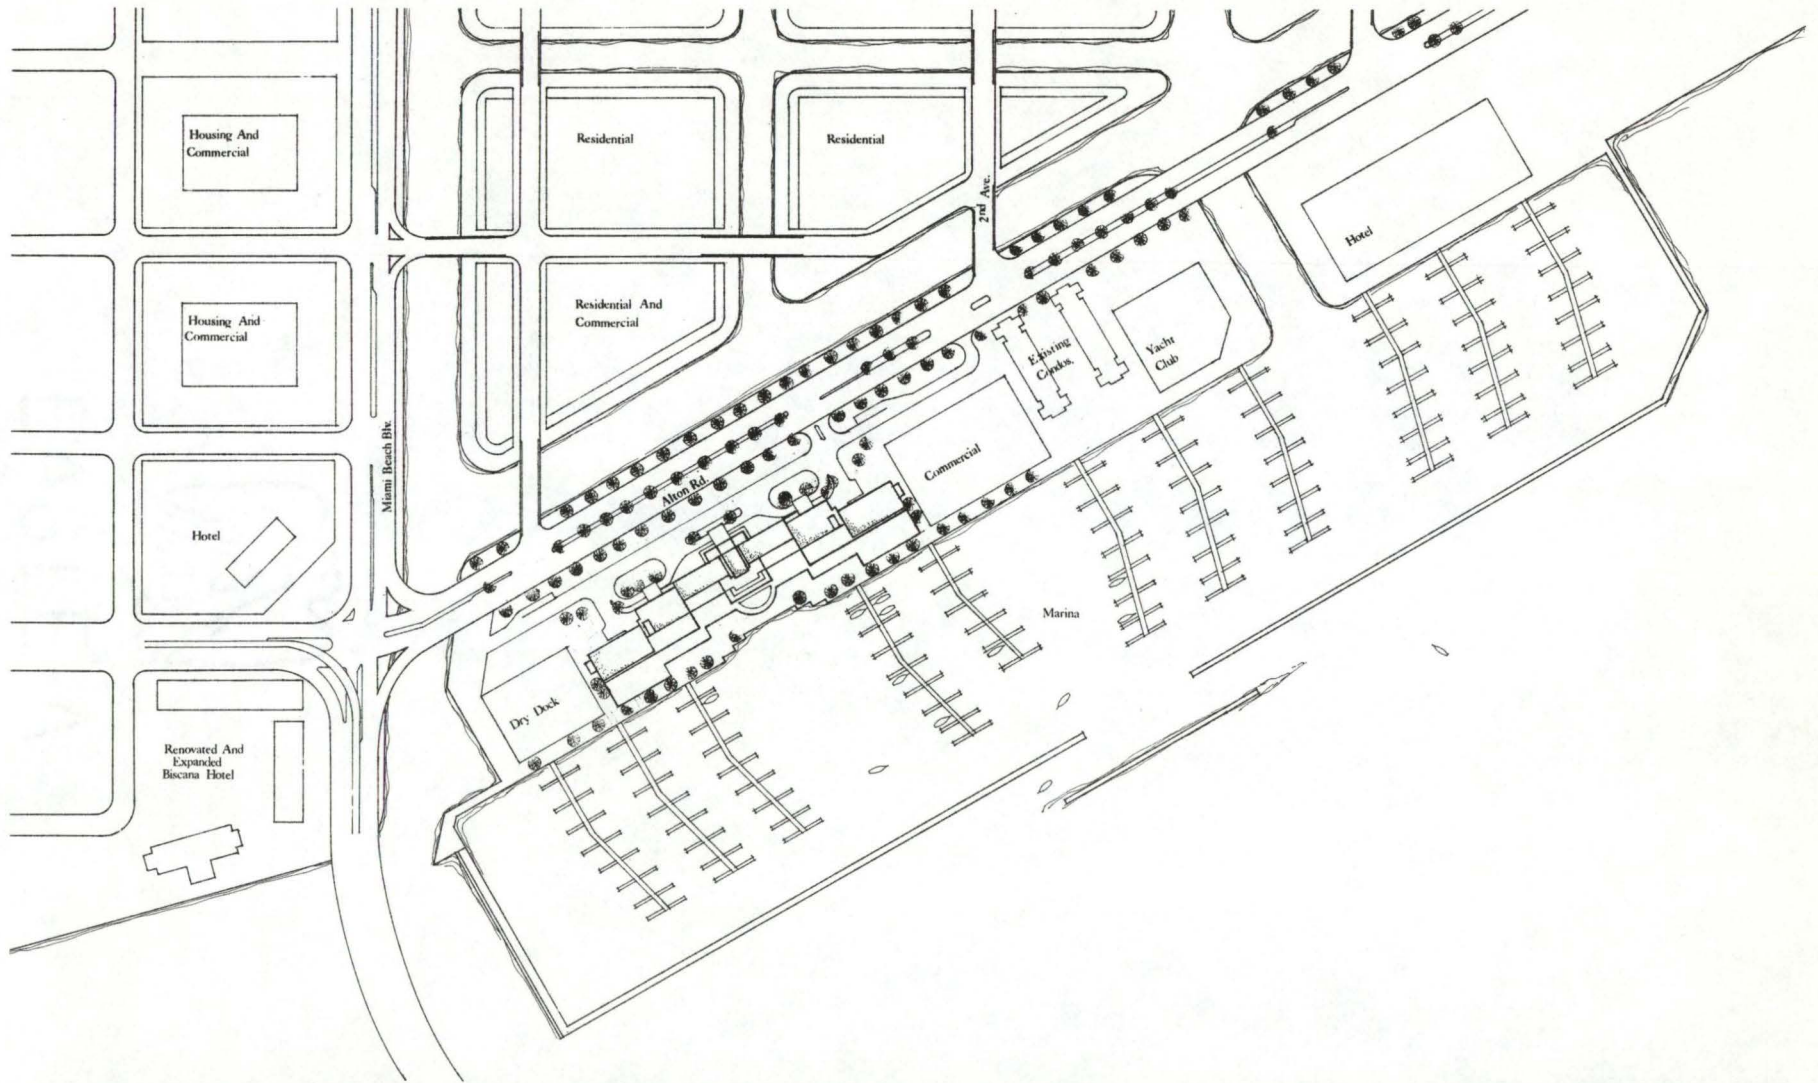 Housing And
Commercial
Residential
Residential
2nd Ave.
Hotel
Residential And
Commercial
Housing And
Commercial
Existing
Condos.
Yacht
Club
Miami Beach Blv.
Commercial
Alton Rd.
Hotel
Marina
Dry Dock
Renovated And
Expanded
Biscana Hotel